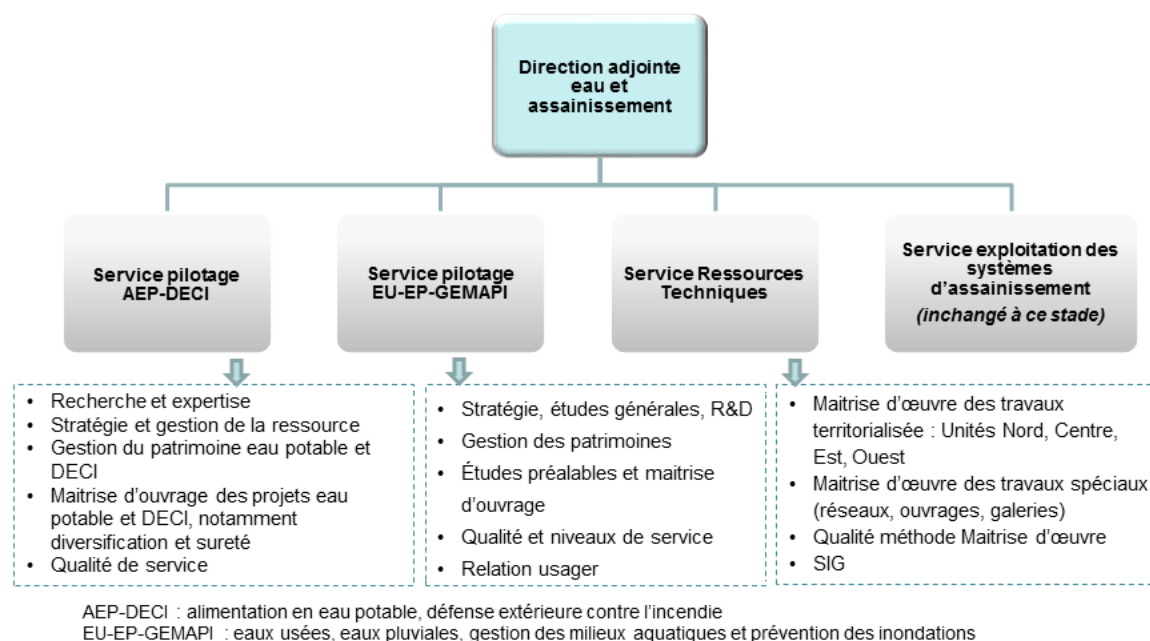 Direction adjointe
eau et
assainissement
Service pilotage
AEP-DECI
Service pilotage
EU-EP-GEMAPI
Service Ressources
Techniques
Service exploitation des
systèmes
d’assainissement
(inchangé à ce stade)
• Recherche et expertise
• Stratégie et gestion de la ressource
• Gestion du patrimoine eau potable et
DECI
• Maitrise d’ouvrage des projets eau
potable et DECI, notamment
diversification et sureté
• Qualité de service
• Stratégie, études générales, R&D
• Gestion des patrimoines
• Études préalables et maitrise
d’ouvrage
• Qualité et niveaux de service
• Relation usager
• Maitrise d’œuvre des travaux
territorialisée : Unités Nord, Centre,
Est, Ouest
• Maitrise d’œuvre des travaux spéciaux
(réseaux, ouvrages, galeries)
• Qualité méthode Maitrise d’œuvre
• SIG
AEP-DECI : alimentation en eau potable, défense extérieure contre l’incendie
EU-EP-GEMAPI : eaux usées, eaux pluviales, gestion des milieux aquatiques et prévention des inondations